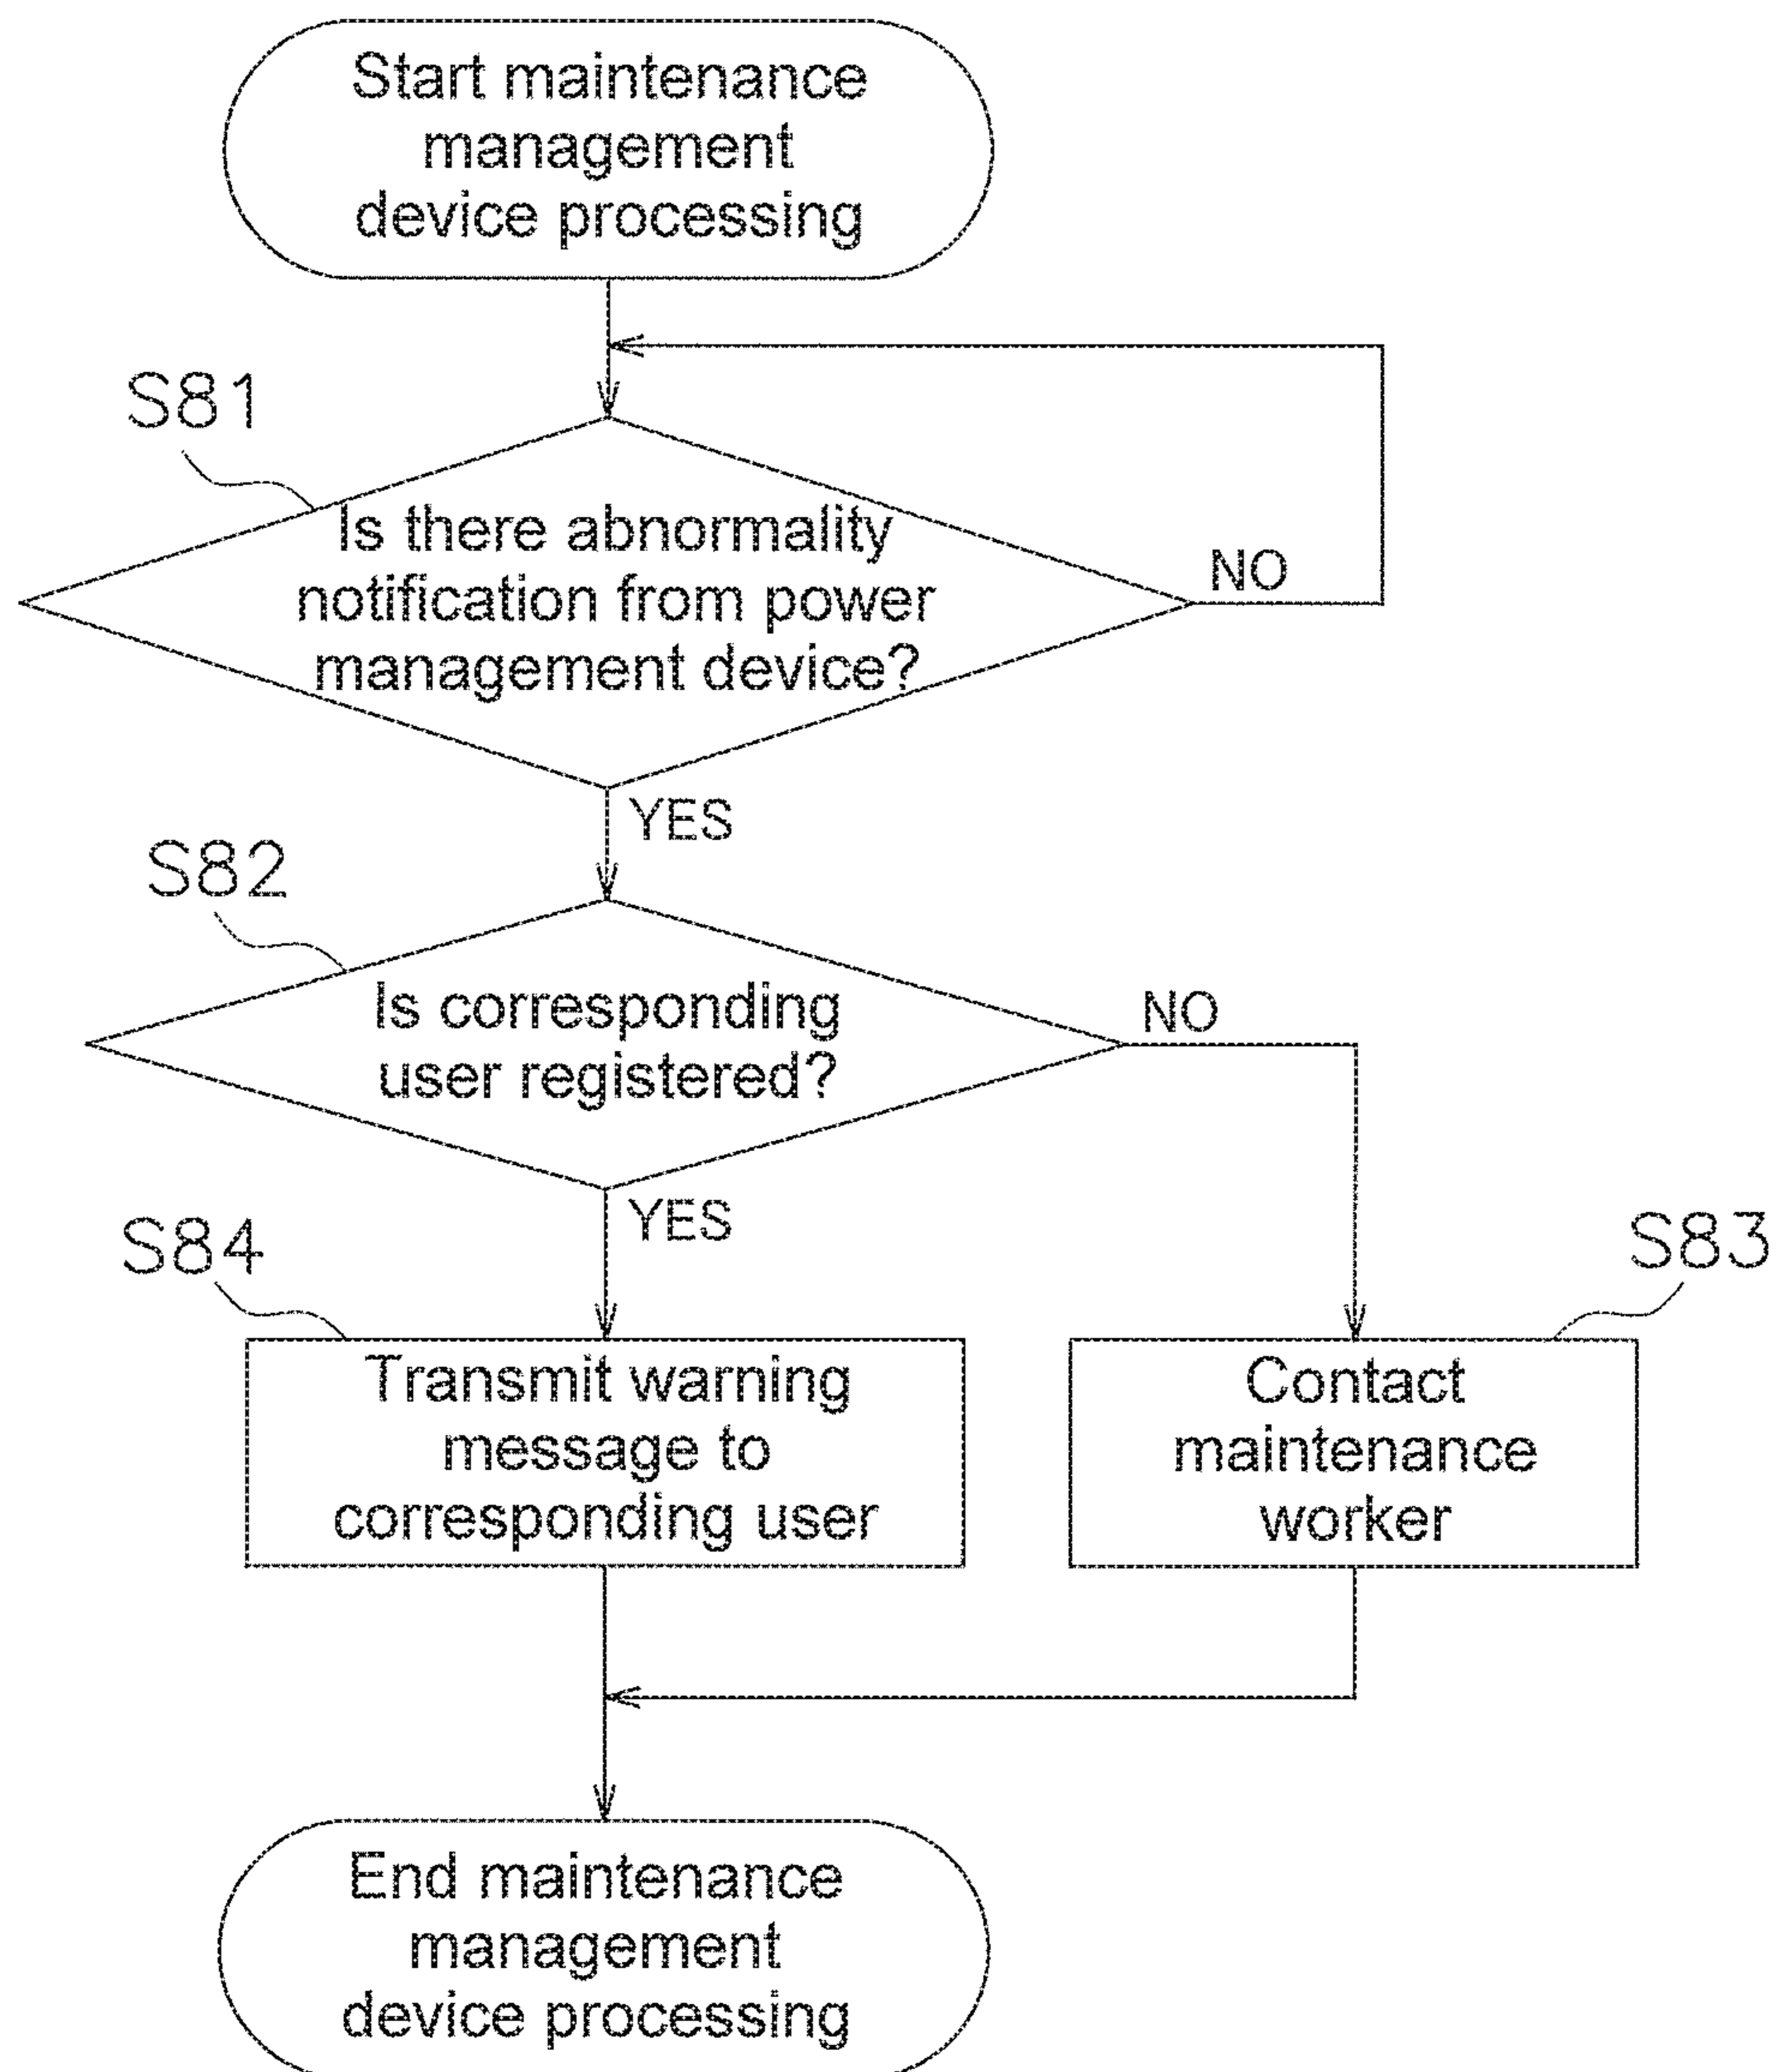 Start maintenance
management
device processing
S81
Is there abnormality
notification from power
management device?
NO
YES
S82
Is corresponding
user registered?
NO
YES
S84
S83
Transmit warning
message to
corresponding user
Contact
maintenance
worker
End maintenance
management
device processing